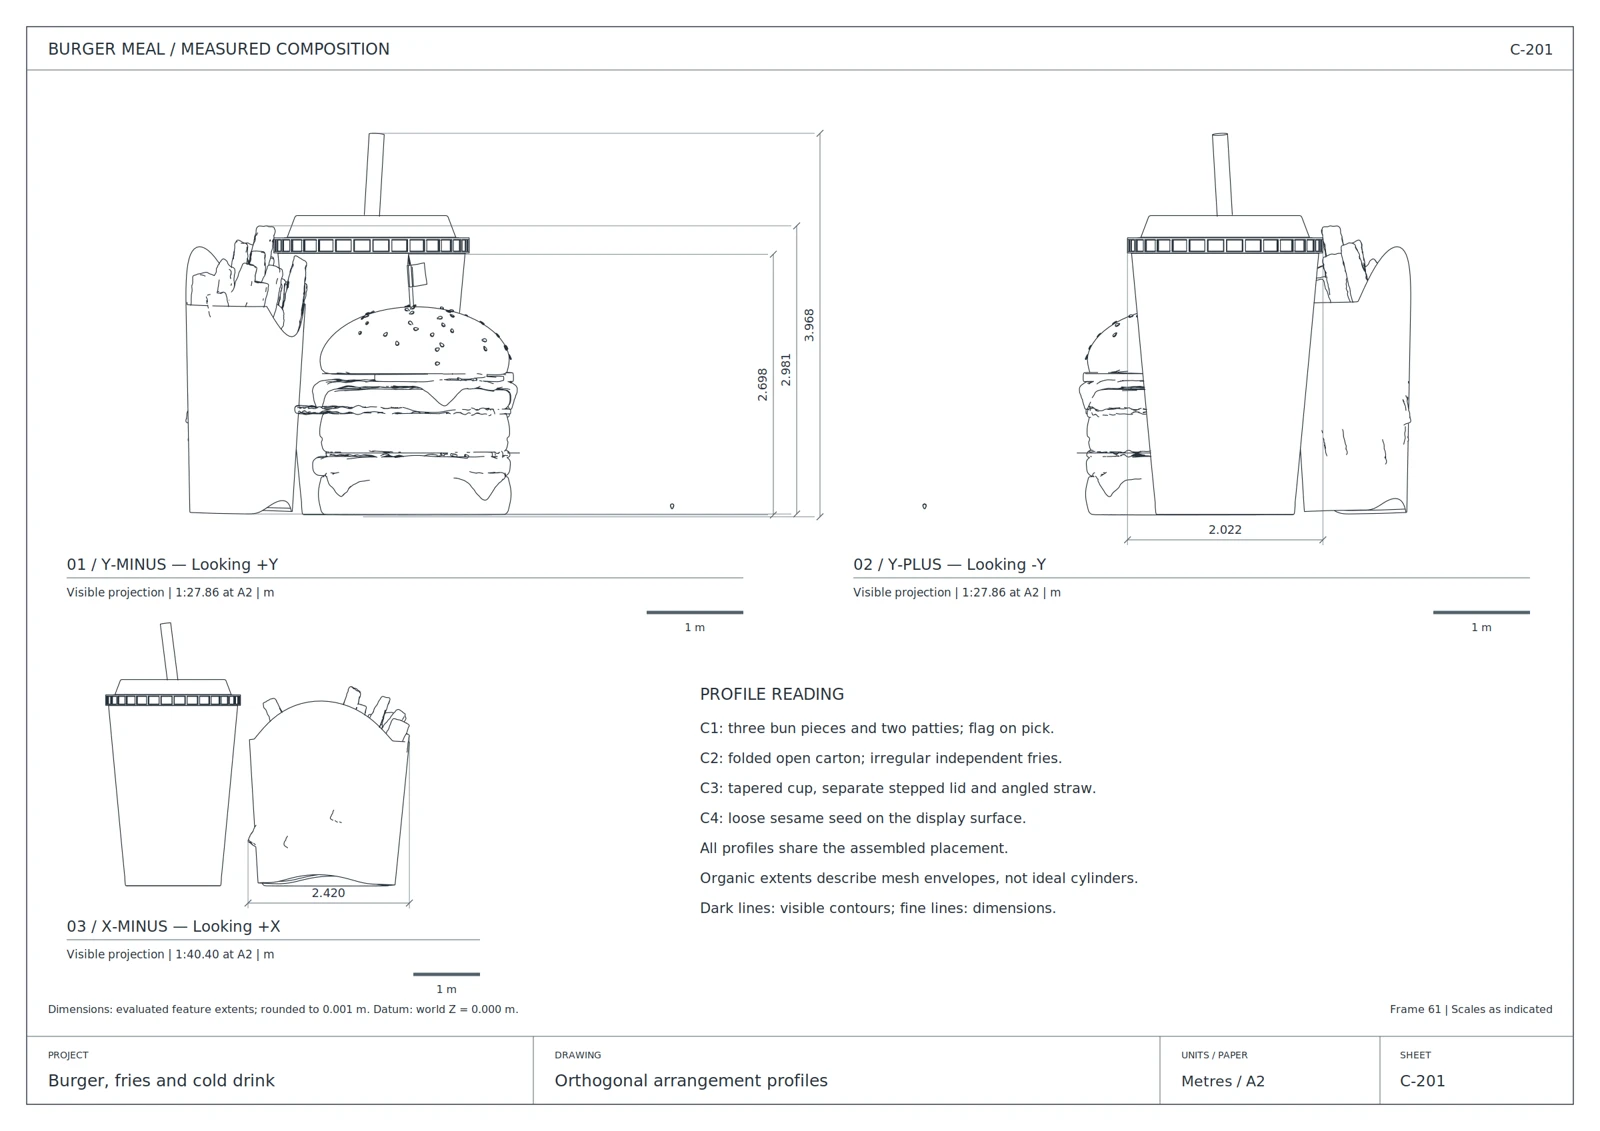 BURGER MEAL / MEASURED COMPOSITION
C-201
3.968
2.981
2.698
2.022
01 / Y-MINUS — Looking +Y
Visible projection | 1:27.86 at A2 | m
1 m
02 / Y-PLUS — Looking -Y
Visible projection | 1:27.86 at A2 | m
1 m
2.420
03 / X-MINUS — Looking +X
Visible projection | 1:40.40 at A2 | m
1 m
PROFILE READING
C1: three bun pieces and two patties; flag on pick.
C2: folded open carton; irregular independent fries.
C3: tapered cup, separate stepped lid and angled straw.
C4: loose sesame seed on the display surface.
All profiles share the assembled placement.
Organic extents describe mesh envelopes, not ideal cylinders.
Dark lines: visible contours; fine lines: dimensions.
Dimensions: evaluated feature extents; rounded to 0.001 m. Datum: world Z = 0.000 m.
Frame 61 | Scales as indicated
PROJECT
Burger, fries and cold drink
DRAWING
Orthogonal arrangement profiles
UNITS / PAPER
Metres / A2
SHEET
C-201